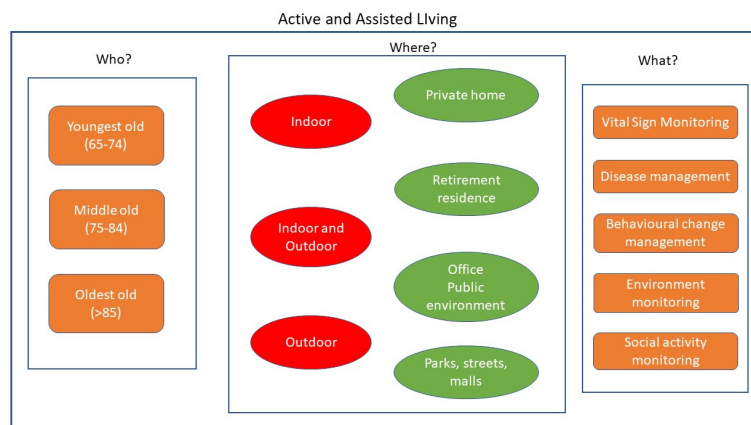 Active and Assisted LIving
Who?
Youngest old
(65-74)
Middle old
(75-84)
Oldest old
(>85)
Where?
Indoor
Indoor and
Outdoor
Outdoor
Private home
Retirement
residence
Office
Public
environment
Parks, streets,
malls
What?
Vital Sign Monitoring
Disease management
Behavioural change
management
Environment
monitoring
Social activity
monitoring